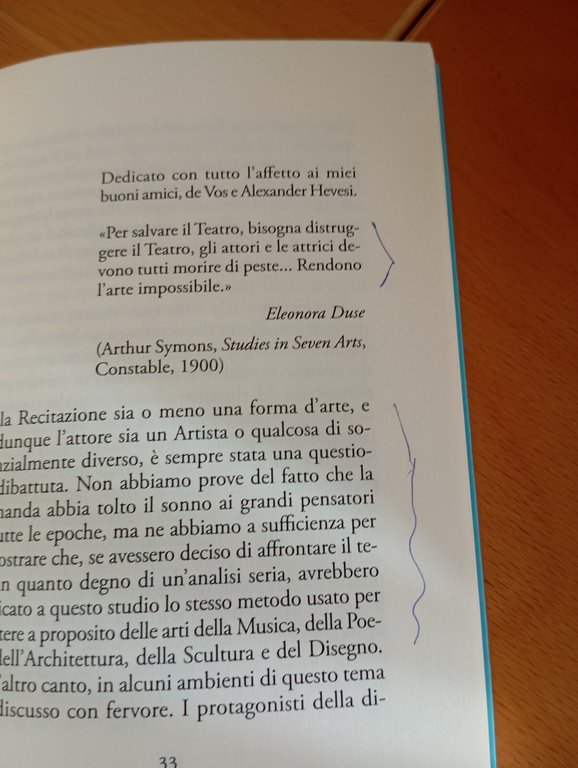 Dedicato con tutto l'affetto ai miei
buoni amici, de Vos e Alexander Hevesi.
«Per salvare il Teatro, bisogna distrug-
gere il Teatro, gli attori e le attrici de-
vono tutti morire di peste... Rendono
l'arte impossibile.»
Eleonora Duse
(Arthur Symons, Studies in Seven Arts,
Constable, 1900)
la Recitazione sia o meno una forma d'arte, e
dunque l'attore sia un Artista o qualcosa di so-
nzialmente diverso, è sempre stata una questio-
dibattuta. Non abbiamo prove del fatto che la
manda abbia tolto il sonno ai grandi pensatori
utte le epoche, ma ne abbiamo a sufficienza per
ostrare che, se avessero deciso di affrontare il te-
n quanto degno di un'analisi seria, avrebbero
icato a questo studio lo stesso metodo usato per
tere a proposito delle arti della Musica, della Poe-
dell'Architettura, della Scultura e del Disegno.
'altro canto, in alcuni ambienti di questo tema
discusso con fervore. I protagonisti della di-
33